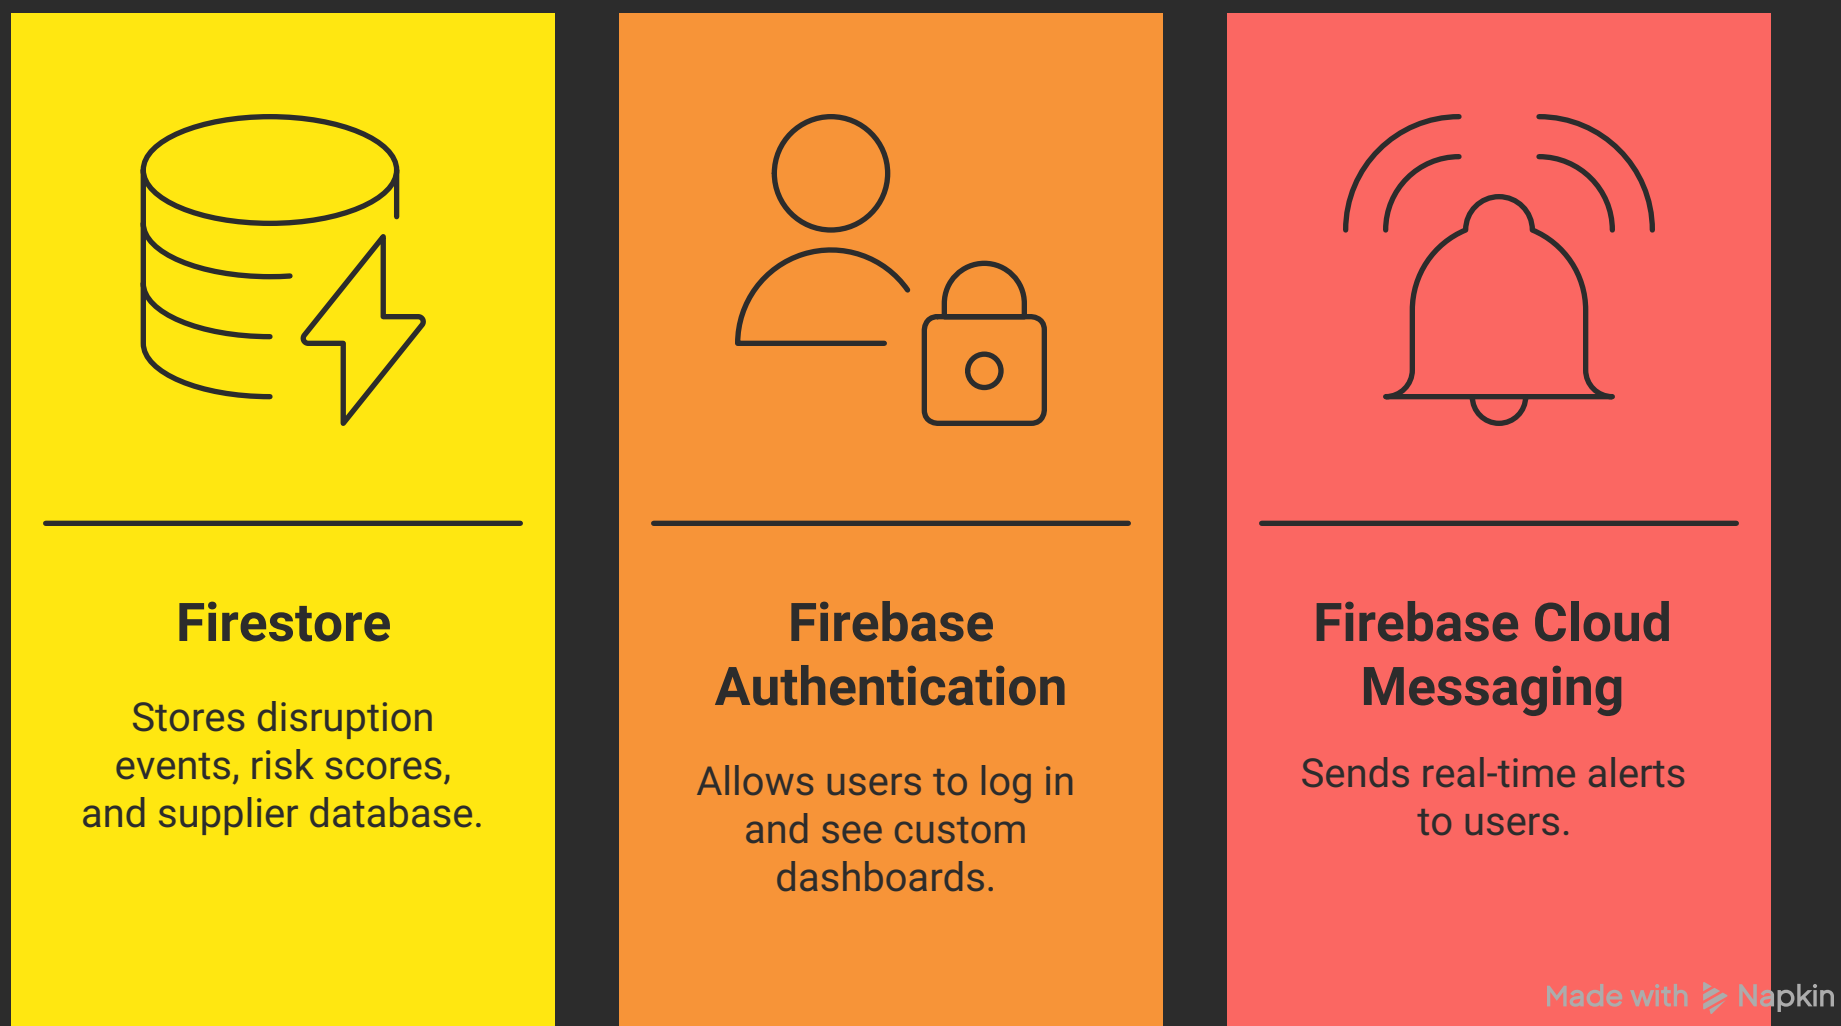 Firestore
Stores disruption
events, risk scores,
and supplier database.
Firebase
Authentication
Allows users to log in
and see custom
dashboards.
Firebase Cloud
Messaging
Sends real-time alerts
to users.
Made with Napkin